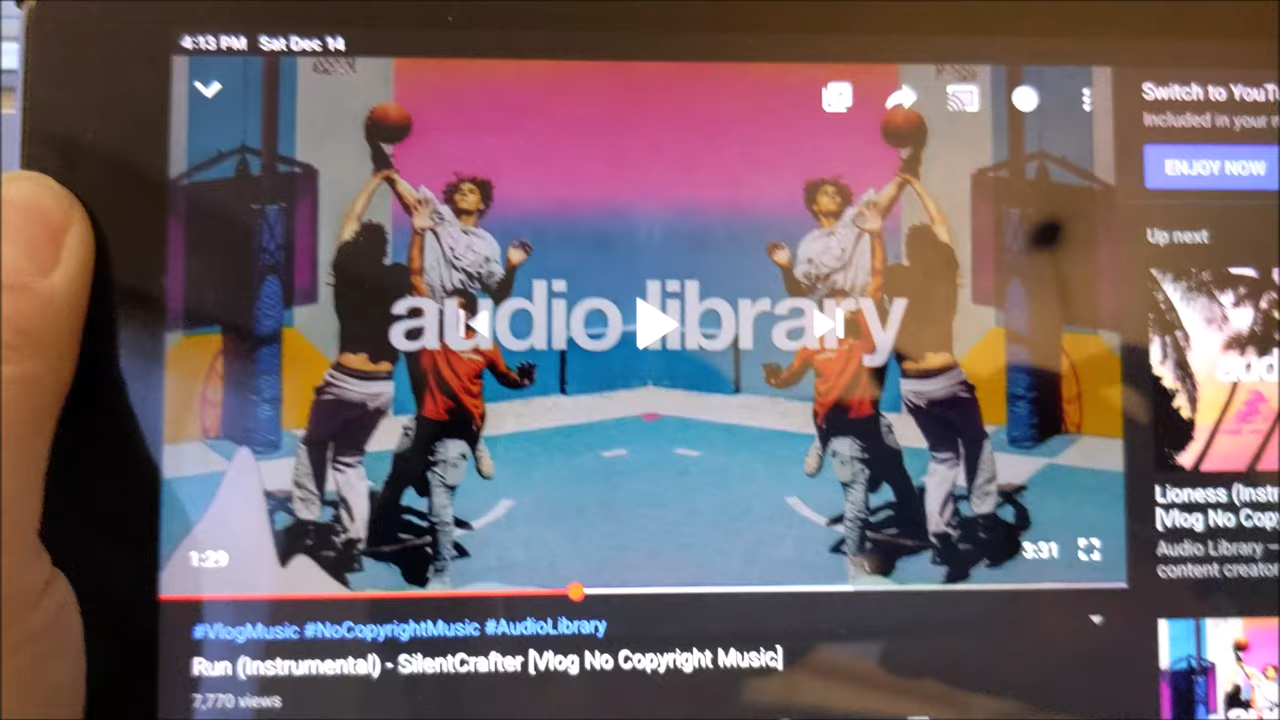 4:13 PM Sat Dec 14
Switch to YouT
Included in your
ENJOY NOW
Up next
audio library
1:29
3:31
#VlogMusic #NoCopyrightMusic #AudioLibrary
Run (Instrumental) - SilentCrafter [Vlog No Copyright Music]
7,770 views
Lioness (Inst
[Vlog No Cop
Audio Library —
content creator